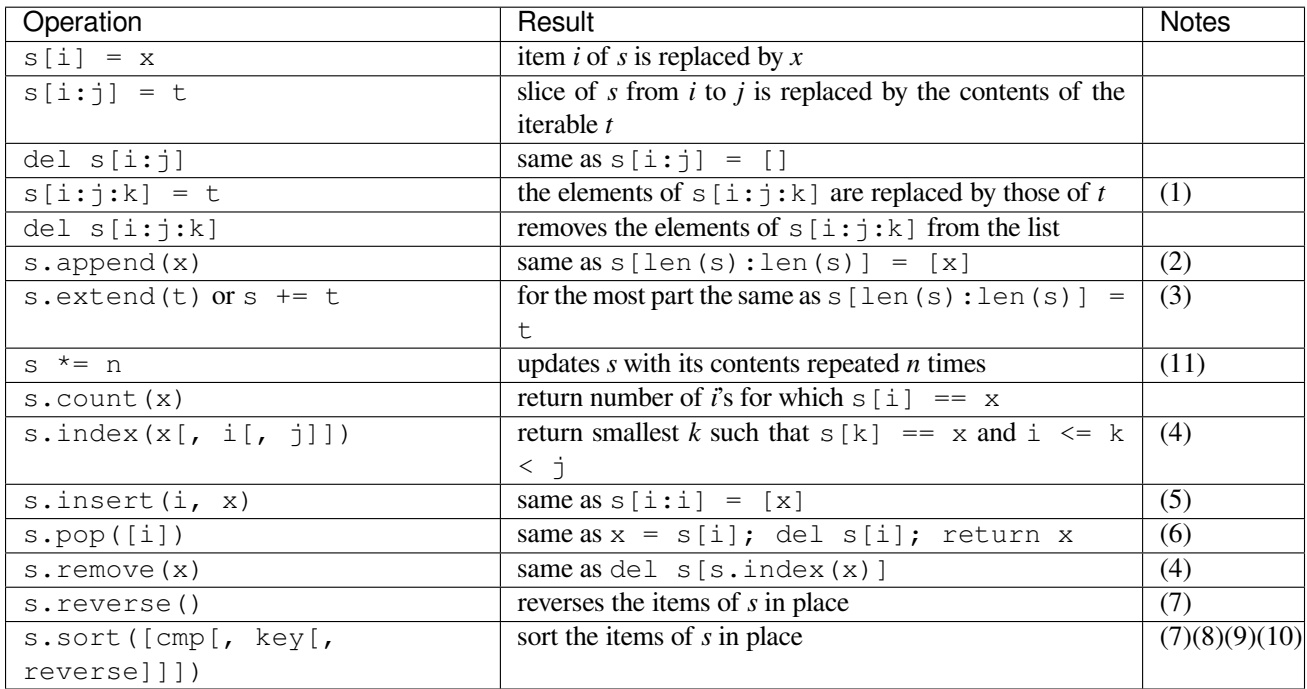 Operation Result Notes
s[i] = x item i of s is replaced by x
s[i:j] = t slice of s from i to j is replaced by the contents of the
iterable t
del s[i:j] same as s[i:j] = []
s[i:j:k] = t the elements of s[i:j:k] are replaced by those of t (1)
del s[i:j:k] removes the elements of s[i:j:k] from the list
s.append(x) same as s[len(s):len(s)] = [x] (2)
s.extend(t) or s += t for the most part the same as s[len(s):len(s)] = (3)
t
s *= n updates s with its contents repeated n times (11)
s.count(x) return number of i's for which s[i] == x
s.index(x[, i[, j]]) return smallest k such that s[k] == x and i <= k (4)
< j
s.insert(i, x) same as s[i:i] = [x] (5)
s.pop([i]) same as x = s[i]; del s[i]; return x (6)
s.remove(x) same as del s[s.index(x)] (4)
s.reverse() reverses the items of s in place (7)
s.sort([cmp[, key[, sort the items of s in place (7)(8)(9)(10)
reverse]]])